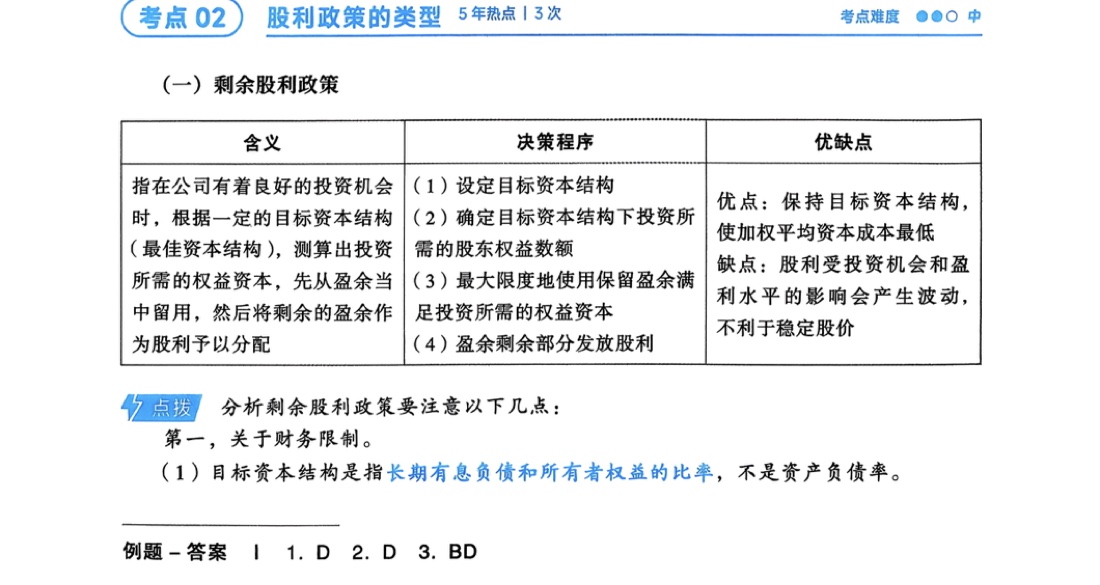 考点 02 股利政策的类型 5年热点 | 3次 考点难度 中
（一）剩余股利政策
含义 决策程序 优缺点
指在公司有着良好的投资机会
时，根据一定的目标资本结构
（最佳资本结构），测算出投资
所需的权益资本，先从盈余当
中留用，然后将剩余的盈余作
为股利予以分配
（1）设定目标资本结构
（2）确定目标资本结构下投资所
需的股东权益数额
（3）最大限度地使用保留盈余满
足投资所需的权益资本
（4）盈余剩余部分发放股利
优点：保持目标资本结构，
使加权平均资本成本最低
缺点：股利受投资机会和盈
利水平的影响会产生波动，
不利于稳定股价
点拨 分析剩余股利政策要注意以下几点：
第一，关于财务限制。
（1）目标资本结构是指长期有息负债和所有者权益的比率，不是资产负债率。
例题－答案 | 1. D 2. D 3. BD